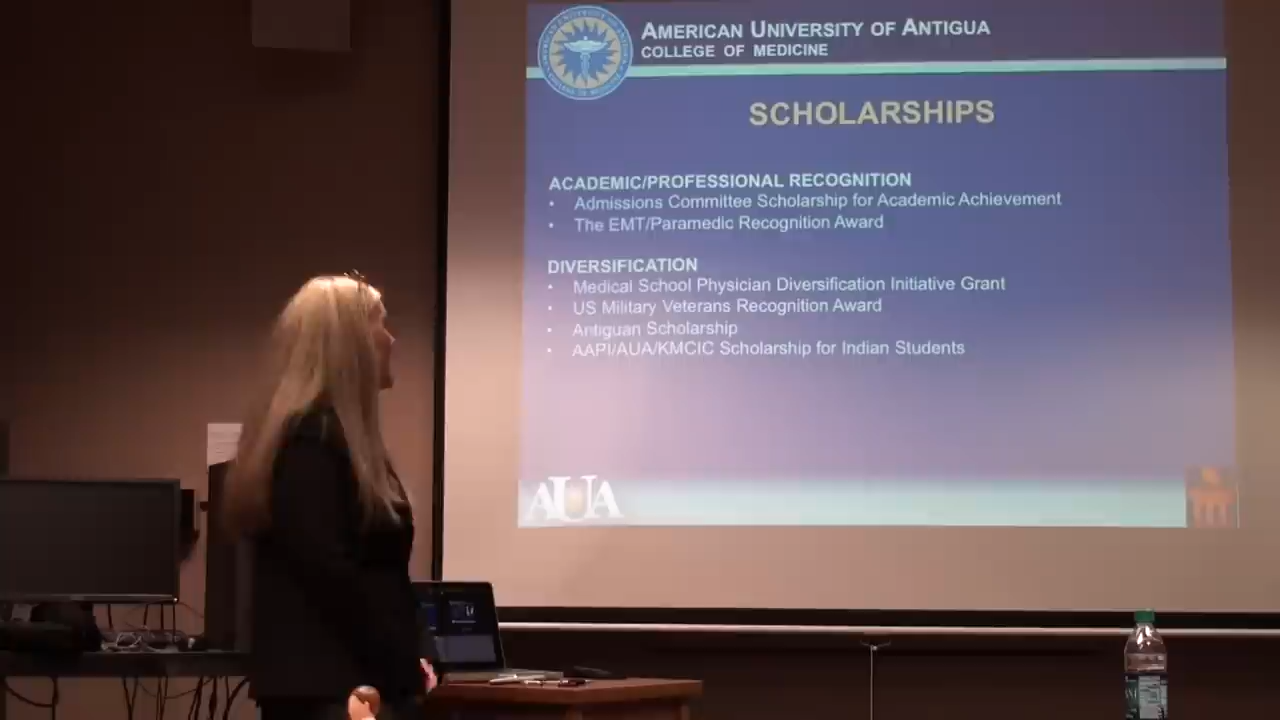 AMERICAN UNIVERSITY OF ANTIGUA
COLLEGE OF MEDICINE
SCHOLARSHIPS
ACADEMIC/PROFESSIONAL RECOGNITION
• Admissions Committee Scholarship for Academic Achievement
• The EMT/Paramedic Recognition Award
DIVERSIFICATION
• Medical School Physician Diversification Initiative Grant
• US Military Veterans Recognition Award
• Antiguan Scholarship
• AAPI/AUA/KMCIC Scholarship for Indian Students
AUA